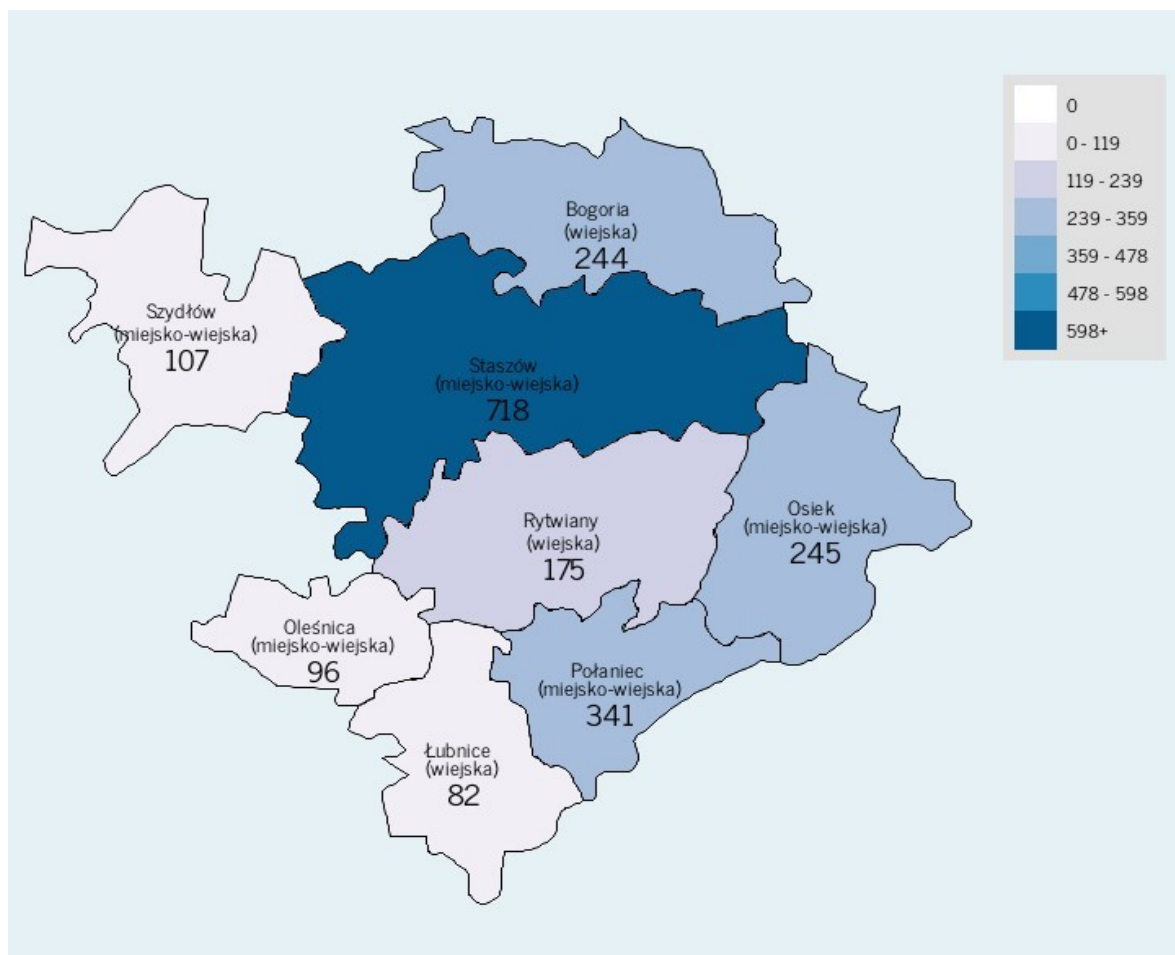 0
0 - 119
119 - 239
239 - 359
359 - 478
478 - 598
598+
Bogoria
(wiejska)
244
Szydłów
(miejsko-wiejska)
107
Staszów
(miejsko-wiejska)
718
Osiek
(miejsko-wiejska)
245
Rytwiany
(wiejska)
175
Oleśnica
(miejsko-wiejska)
96
Połaniec
(miejsko-wiejska)
341
Łubnice
(wiejska)
82